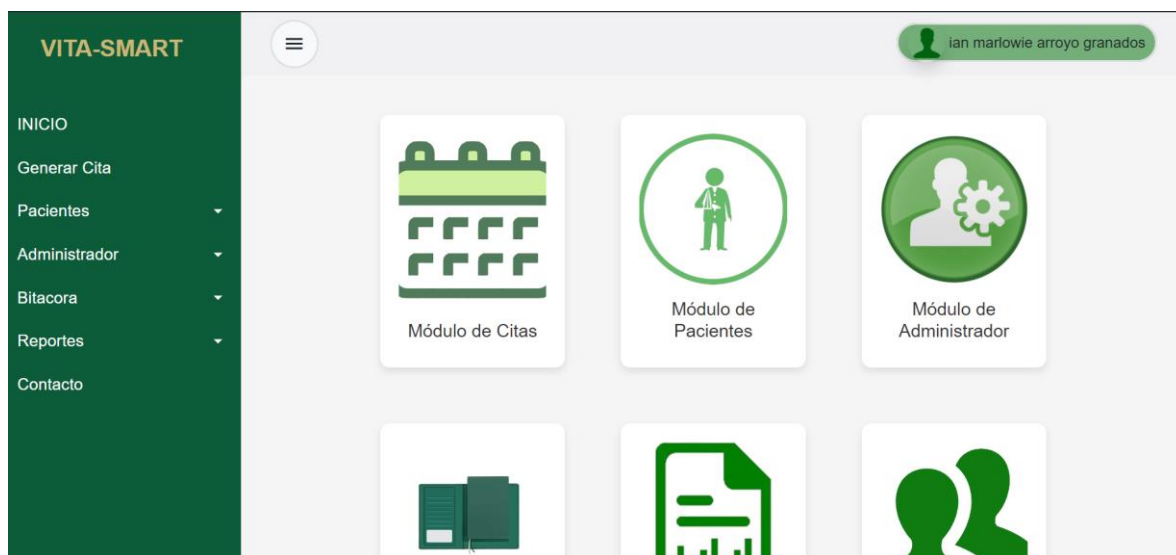 VITA-SMART
ian marlowie arroyo granados
INICIO
Generar Cita
Pacientes
Administrador
Bitacora
Reportes
Contacto
Módulo de Citas
Módulo de
Pacientes
Módulo de
Administrador